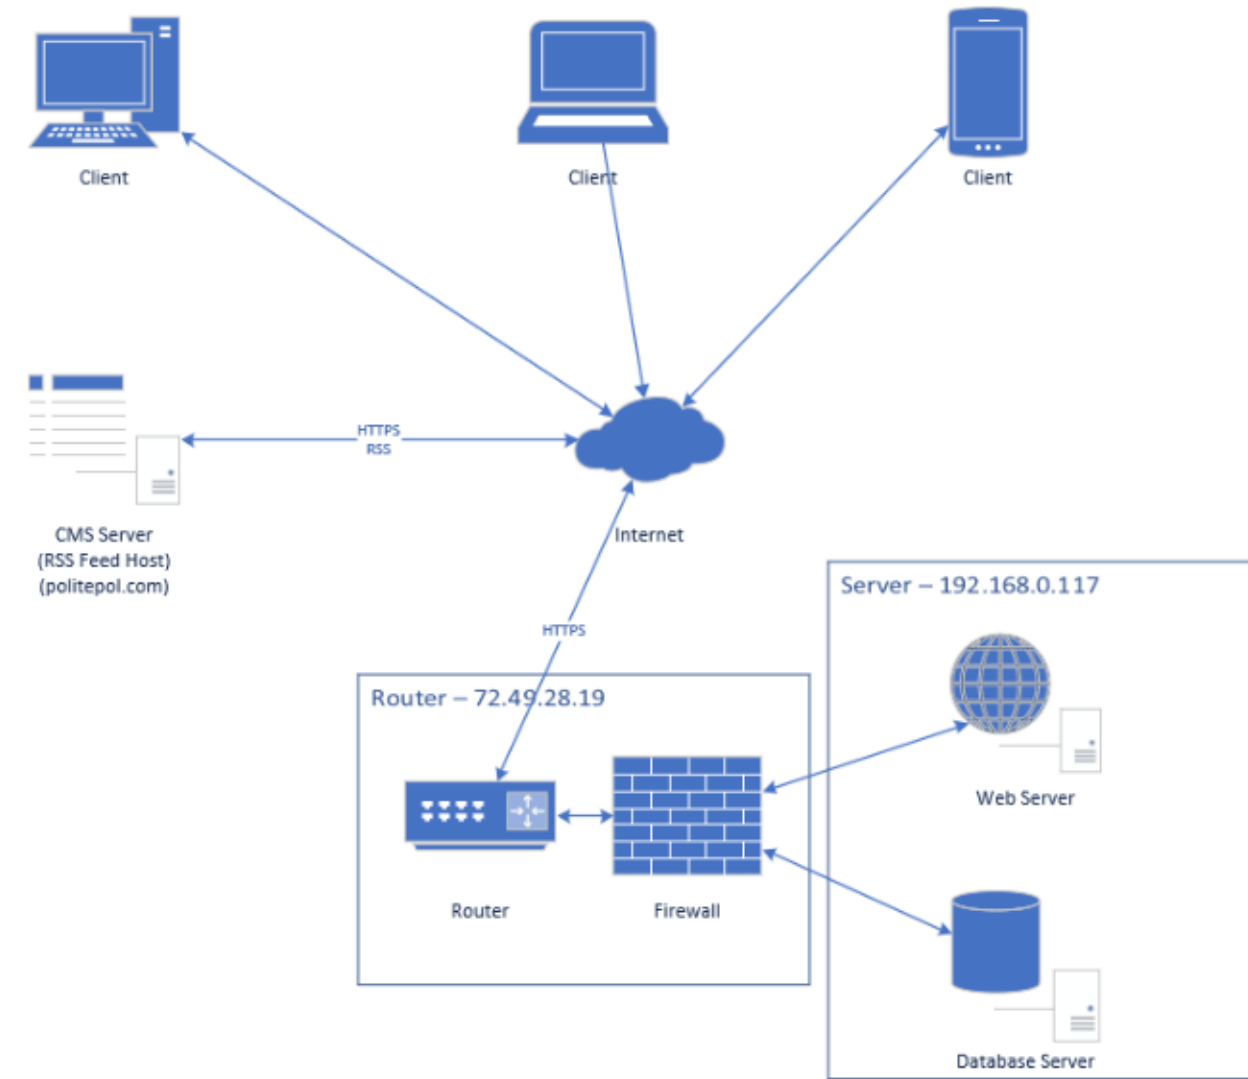 Client
Client
Client
HTTPS
RSS
CMS Server
(RSS Feed Host)
(politepol.com)
Internet
HTTPS
Server – 192.168.0.117
Router – 72.49.28.19
Web Server
Router
Firewall
Database Server